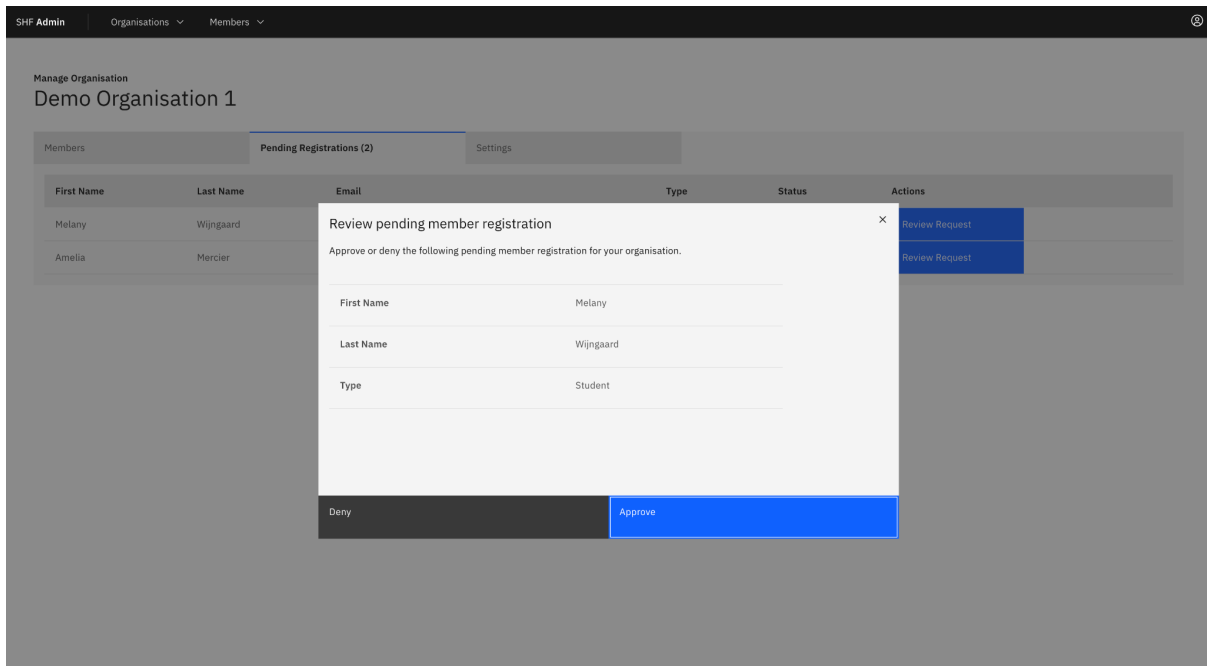 SHF Admin Organisations Members
Manage Organisation
Demo Organisation 1
Members Pending Registrations (2) Settings
First Name Last Name Email Type Status Actions
Melany Wijngaard Review Request
Amelia Mercier Review Request
Review pending member registration
Approve or deny the following pending member registration for your organisation.
First Name Melany
Last Name Wijngaard
Type Student
Deny Approve